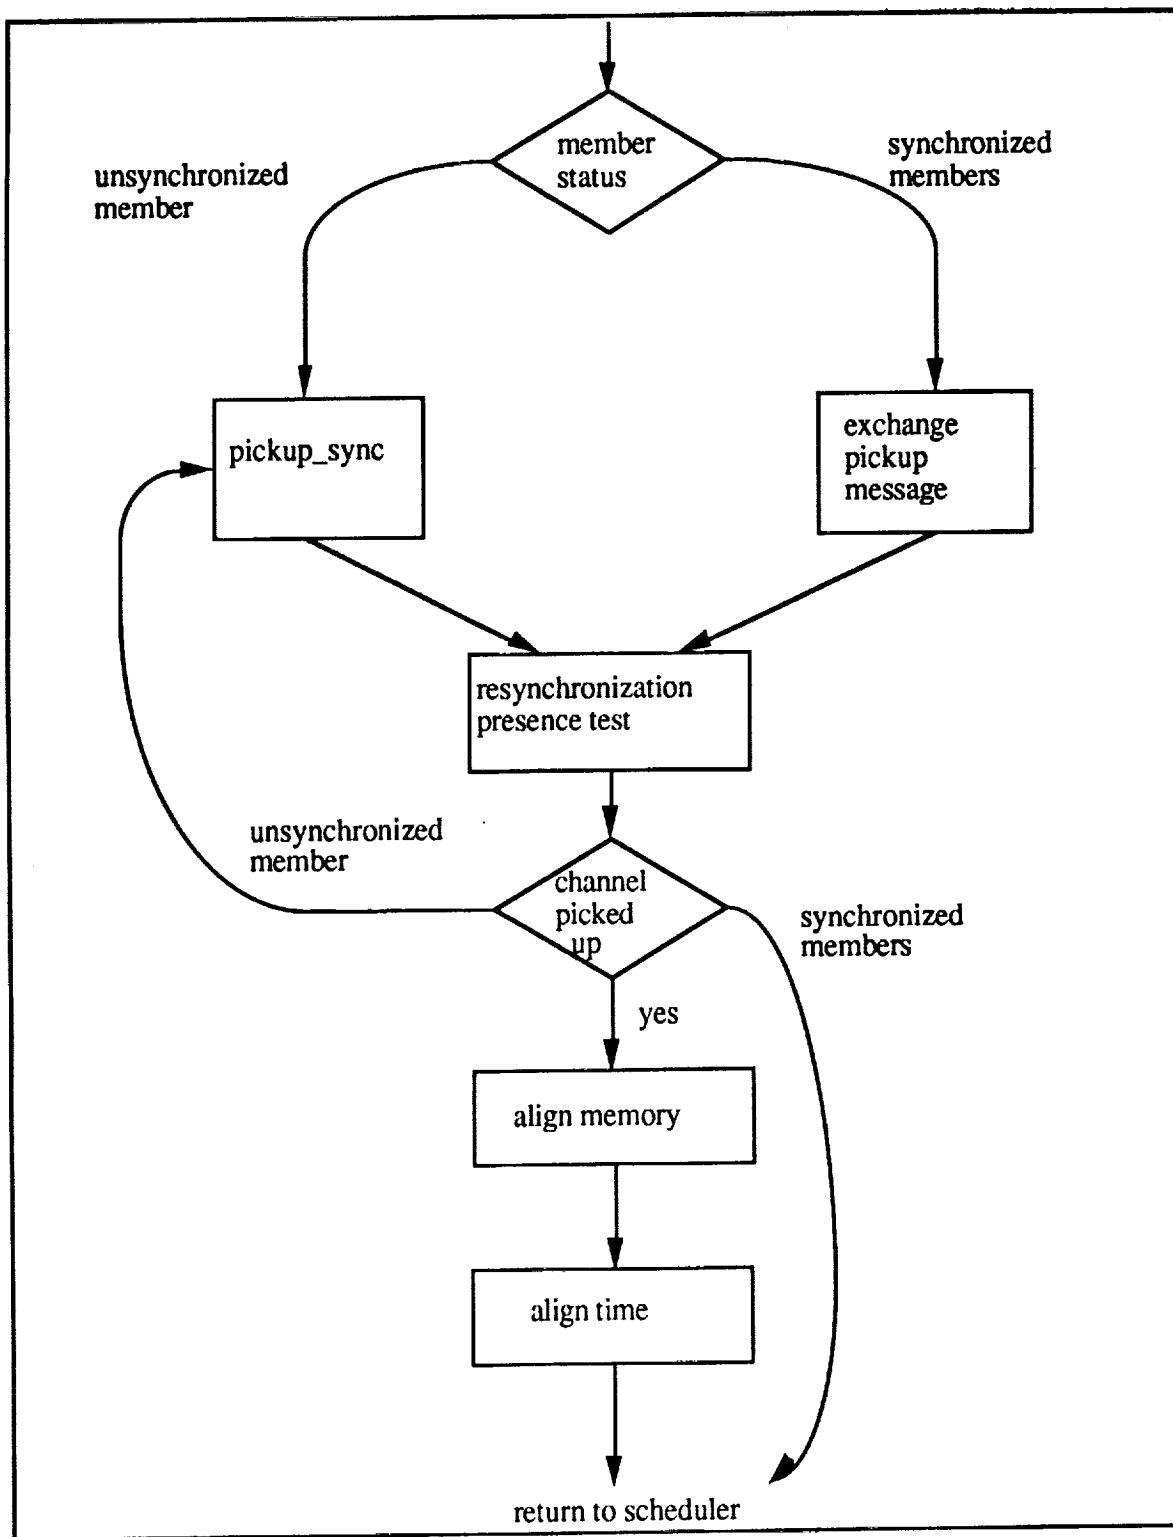 member
status
unsynchronized
member
synchronized
members
pickup_sync
exchange
pickup
message
resynchronization
presence test
unsynchronized
member
channel
picked
up
synchronized
members
yes
align memory
align time
return to scheduler